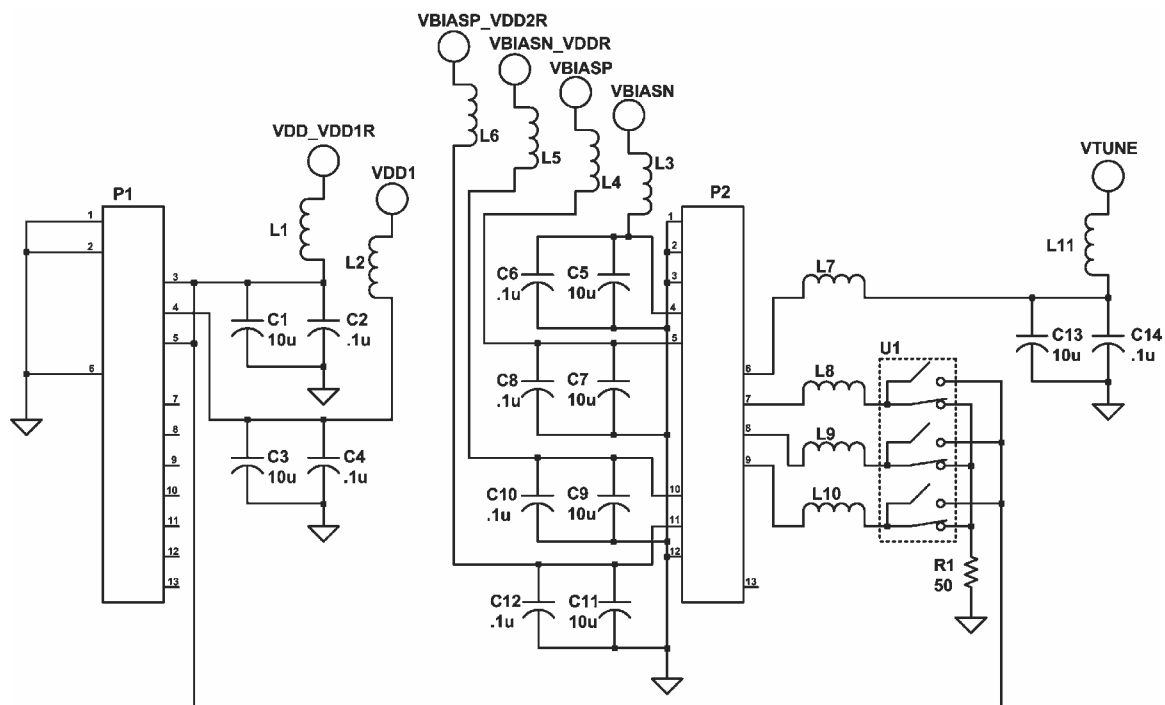 VBIASP_VDD2R
VBIASN_VDDR
VBIASP
VBIASN
L6
L5
L4
L3
VDD_VDD1R
VDD1
VTUNE
P1
P2
L1
L2
L11
L7
1
2
3
4
5
6
7
8
9
10
11
12
13
C1
10u
C2
.1u
C3
10u
C4
.1u
C6
.1u
C5
10u
C8
.1u
C7
10u
C10
.1u
C9
10u
C12
.1u
C11
10u
1
2
3
4
5
6
7
8
9
10
11
12
13
C13
10u
C14
.1u
U1
L8
L9
L10
R1
50